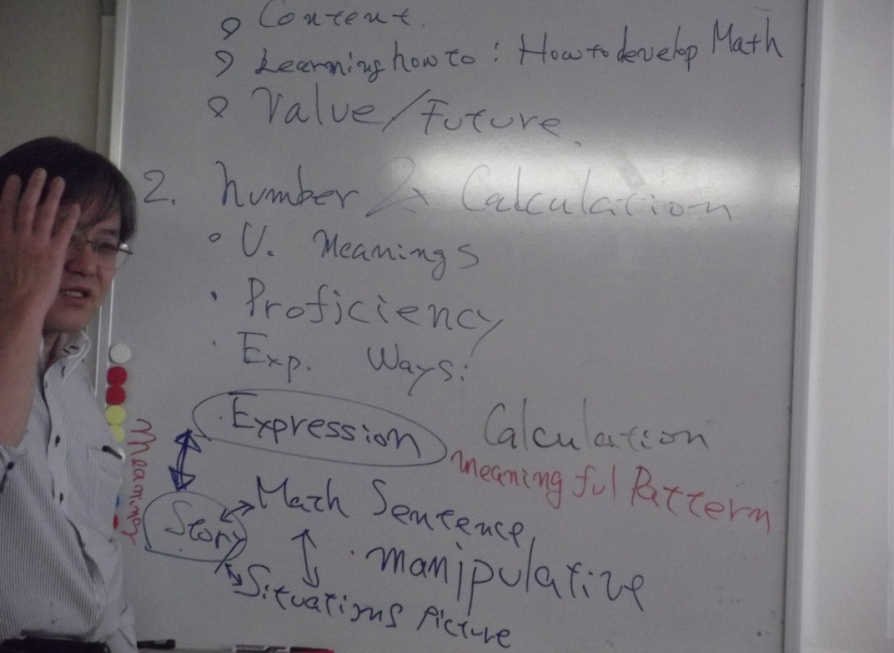 Content.
Learning how to : How to develop Math
Value/Future.
2. Number & Calculation
U. Meanings
Proficiency
Exp. Ways:
Expression Calculation
Meaning
Meaningful Pattern
Math Sentence
Story
manipulative
Situations Picture